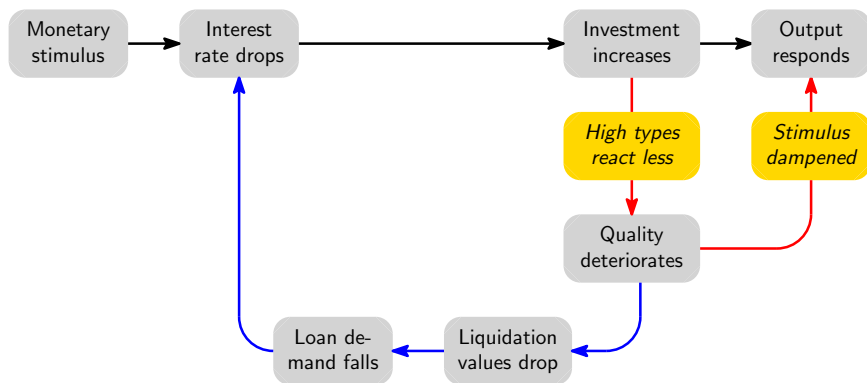 Monetary
stimulus
Interest
rate drops
Investment
increases
Output
responds
High types
react less
Stimulus
dampened
Quality
deteriorates
Loan de-
mand falls
Liquidation
values drop